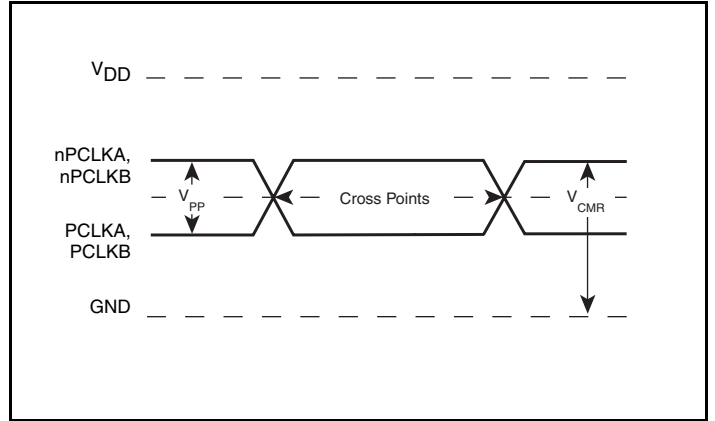 VDD
nPCLKA,
nPCLKB
VPP
Cross Points
VCMR
PCLKA,
PCLKB
GND